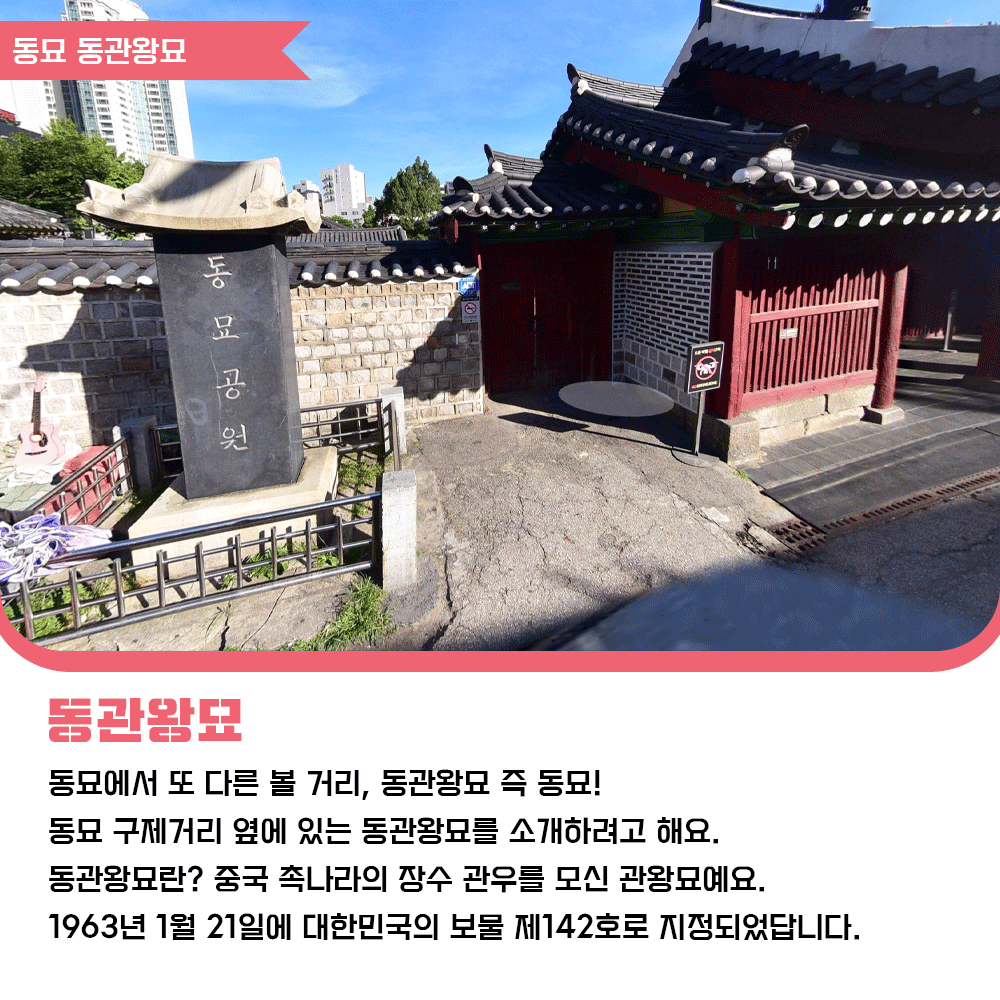 동묘 동관왕묘
동묘공원
ADT
동관왕묘
동묘에서 또 다른 볼 거리, 동관왕묘 즉 동묘!
동묘 구제거리 옆에 있는 동관왕묘를 소개하려고 해요.
동관왕묘란? 중국 촉나라의 장수 관우를 모신 관왕묘예요.
1963년 1월 21일에 대한민국의 보물 제142호로 지정되었답니다.